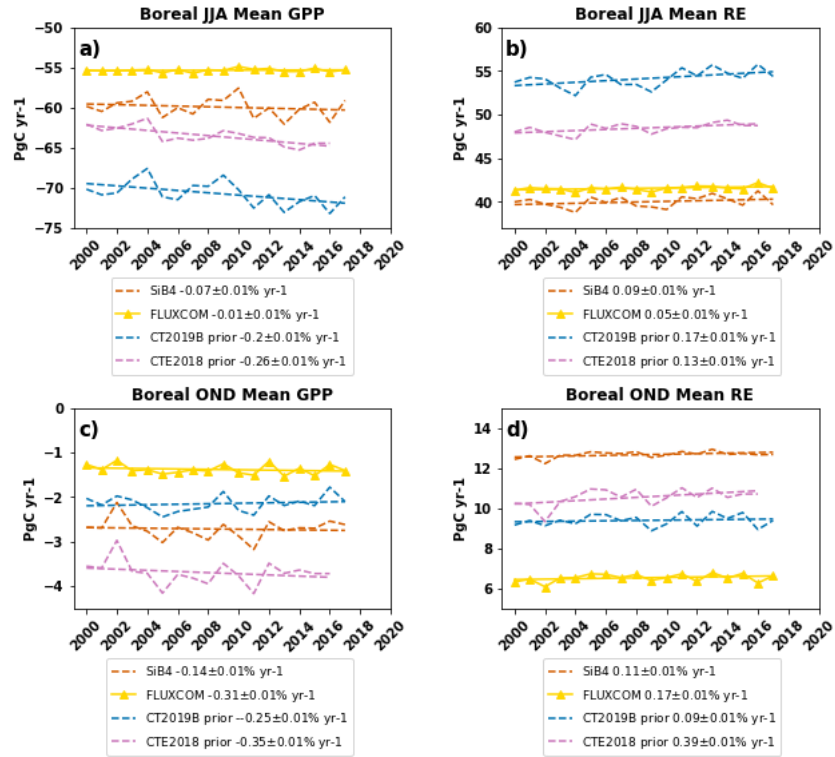 Boreal JJA Mean GPP
a)
PgC yr-1
−50
−55
−60
−65
−70
−75
2000
2002
2004
2006
2008
2010
2012
2014
2016
2018
2020
SiB4 -0.07±0.01% yr-1
FLUXCOM -0.01±0.01% yr-1
CT2019B prior -0.2±0.01% yr-1
CTE2018 prior -0.26±0.01% yr-1
Boreal JJA Mean RE
b)
PgC yr-1
60
55
50
45
40
2000
2002
2004
2006
2008
2010
2012
2014
2016
2018
2020
SiB4 0.09±0.01% yr-1
FLUXCOM 0.05±0.01% yr-1
CT2019B prior 0.17±0.01% yr-1
CTE2018 prior 0.13±0.01% yr-1
Boreal OND Mean GPP
c)
PgC yr-1
0
−1
−2
−3
−4
2000
2002
2004
2006
2008
2010
2012
2014
2016
2018
2020
SiB4 -0.14±0.01% yr-1
FLUXCOM -0.31±0.01% yr-1
CT2019B prior --0.25±0.01% yr-1
CTE2018 prior -0.35±0.01% yr-1
Boreal OND Mean RE
d)
PgC yr-1
14
12
10
8
6
2000
2002
2004
2006
2008
2010
2012
2014
2016
2018
2020
SiB4 0.11±0.01% yr-1
FLUXCOM 0.17±0.01% yr-1
CT2019B prior 0.09±0.01% yr-1
CTE2018 prior 0.39±0.01% yr-1